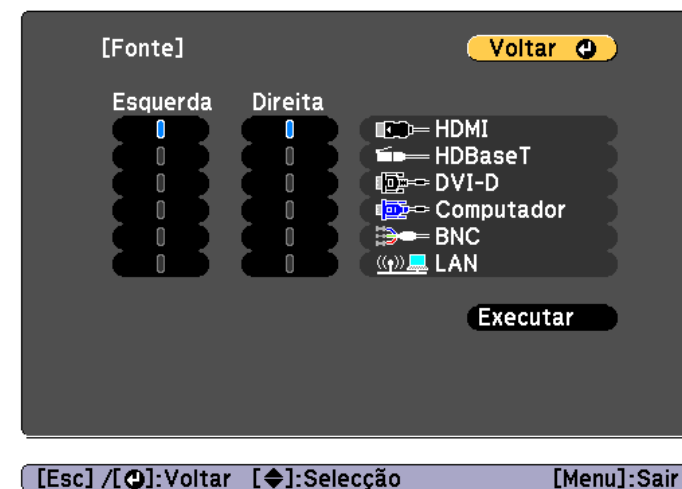 [Fonte] Voltar
Esquerda Direita
HDMI
HDBaseT
DVI-D
Computador
BNC
LAN
Executar
[Esc] /[ ]:Voltar [ ]:Selecção [Menu]:Sair